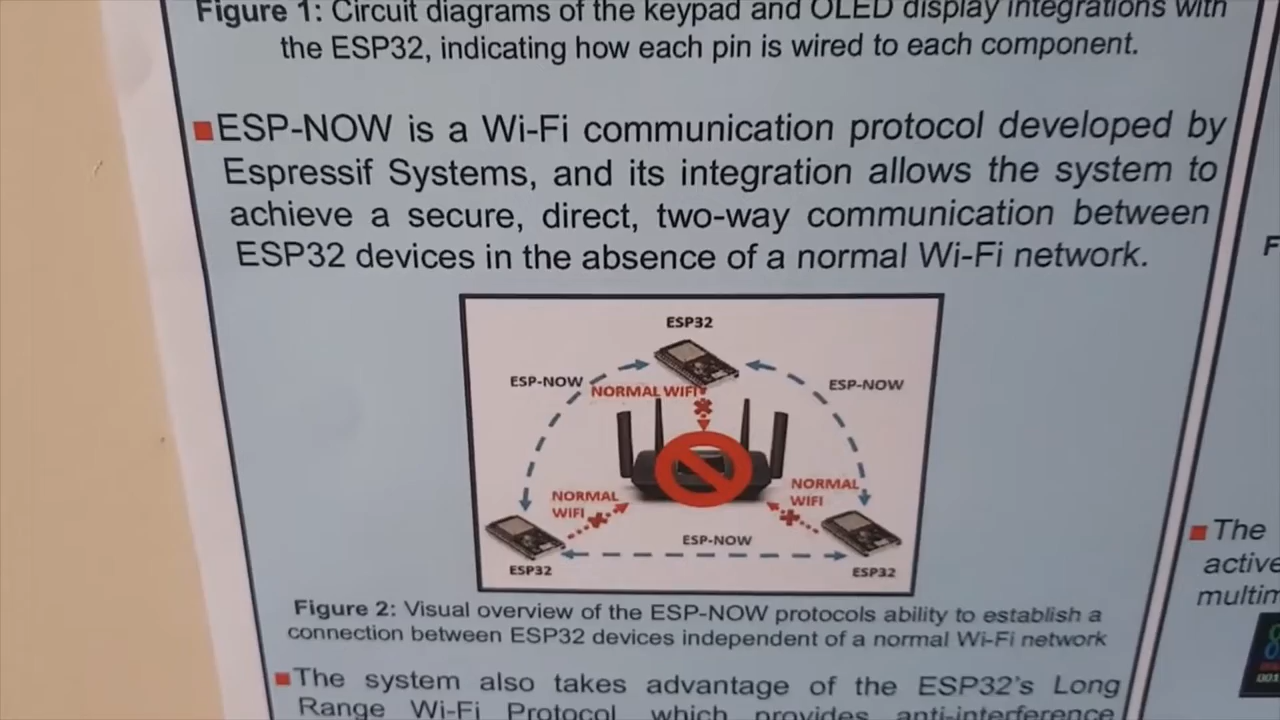 Figure 1: Circuit diagrams of the keypad and OLED display integrations with
the ESP32, indicating how each pin is wired to each component.
ESP-NOW is a Wi-Fi communication protocol developed by
Espressif Systems, and its integration allows the system to
achieve a secure, direct, two-way communication between
ESP32 devices in the absence of a normal Wi-Fi network.
ESP32
ESP-NOW
ESP-NOW
NORMAL WIFI
NORMAL
WIFI
NORMAL
WIFI
ESP-NOW
ESP32
ESP32
Figure 2: Visual overview of the ESP-NOW protocols ability to establish a
connection between ESP32 devices independent of a normal Wi-Fi network
The system also takes advantage of the ESP32's Long
Range Wi-Fi Protocol which provides anti-interference
F
The
active
multim
001